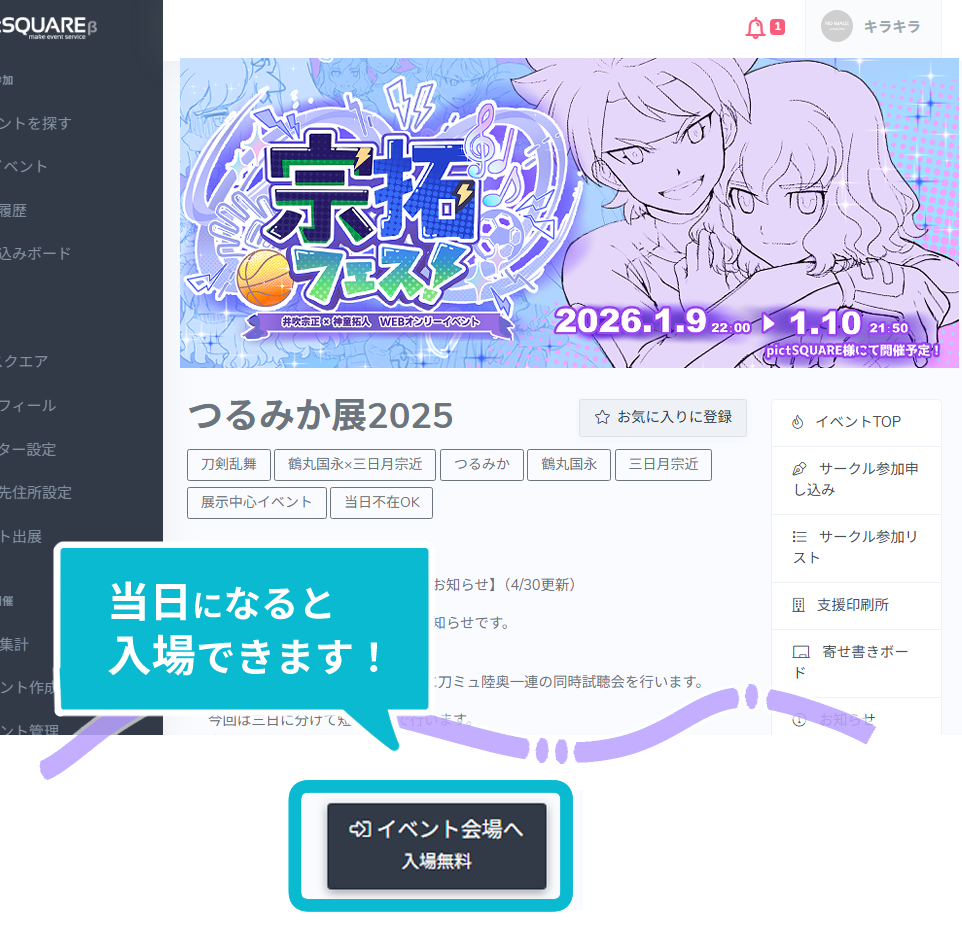 tSQUAREβ
make event service
1
NO IMAGE
キラキラ
参加
ントを探す
イベント
履歴
込みボード
スクエア
フィール
ター設定
先住所設定
ト出展
開催
集計
ント作成
ント管理
宗拓
フェス！
井吹宗正×神童拓人 WEBオンリーイベント
2026.1.9 22:00 ▶ 1.10 21:50
pictSQUARE様にて開催予定！
つるみか展2025
お気に入りに登録
刀剣乱舞
鶴丸国永×三日月宗近
つるみか
鶴丸国永
三日月宗近
展示中心イベント
当日不在OK
お知らせ】（4/30更新）
知らせです。
に刀ミュ陸奥一蓮の同時試聴会を行います。
今回は三日に分けて短
で行います。
イベントTOP
サークル参加申
し込み
サークル参加リ
スト
支援印刷所
寄せ書きボー
ド
お知らせ
当日になると
入場できます！
イベント会場へ
入場無料